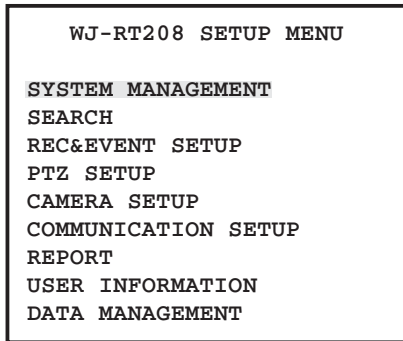 WJ-RT208 SETUP MENU
SYSTEM MANAGEMENT
SEARCH
REC&EVENT SETUP
PTZ SETUP
CAMERA SETUP
COMMUNICATION SETUP
REPORT
USER INFORMATION
DATA MANAGEMENT